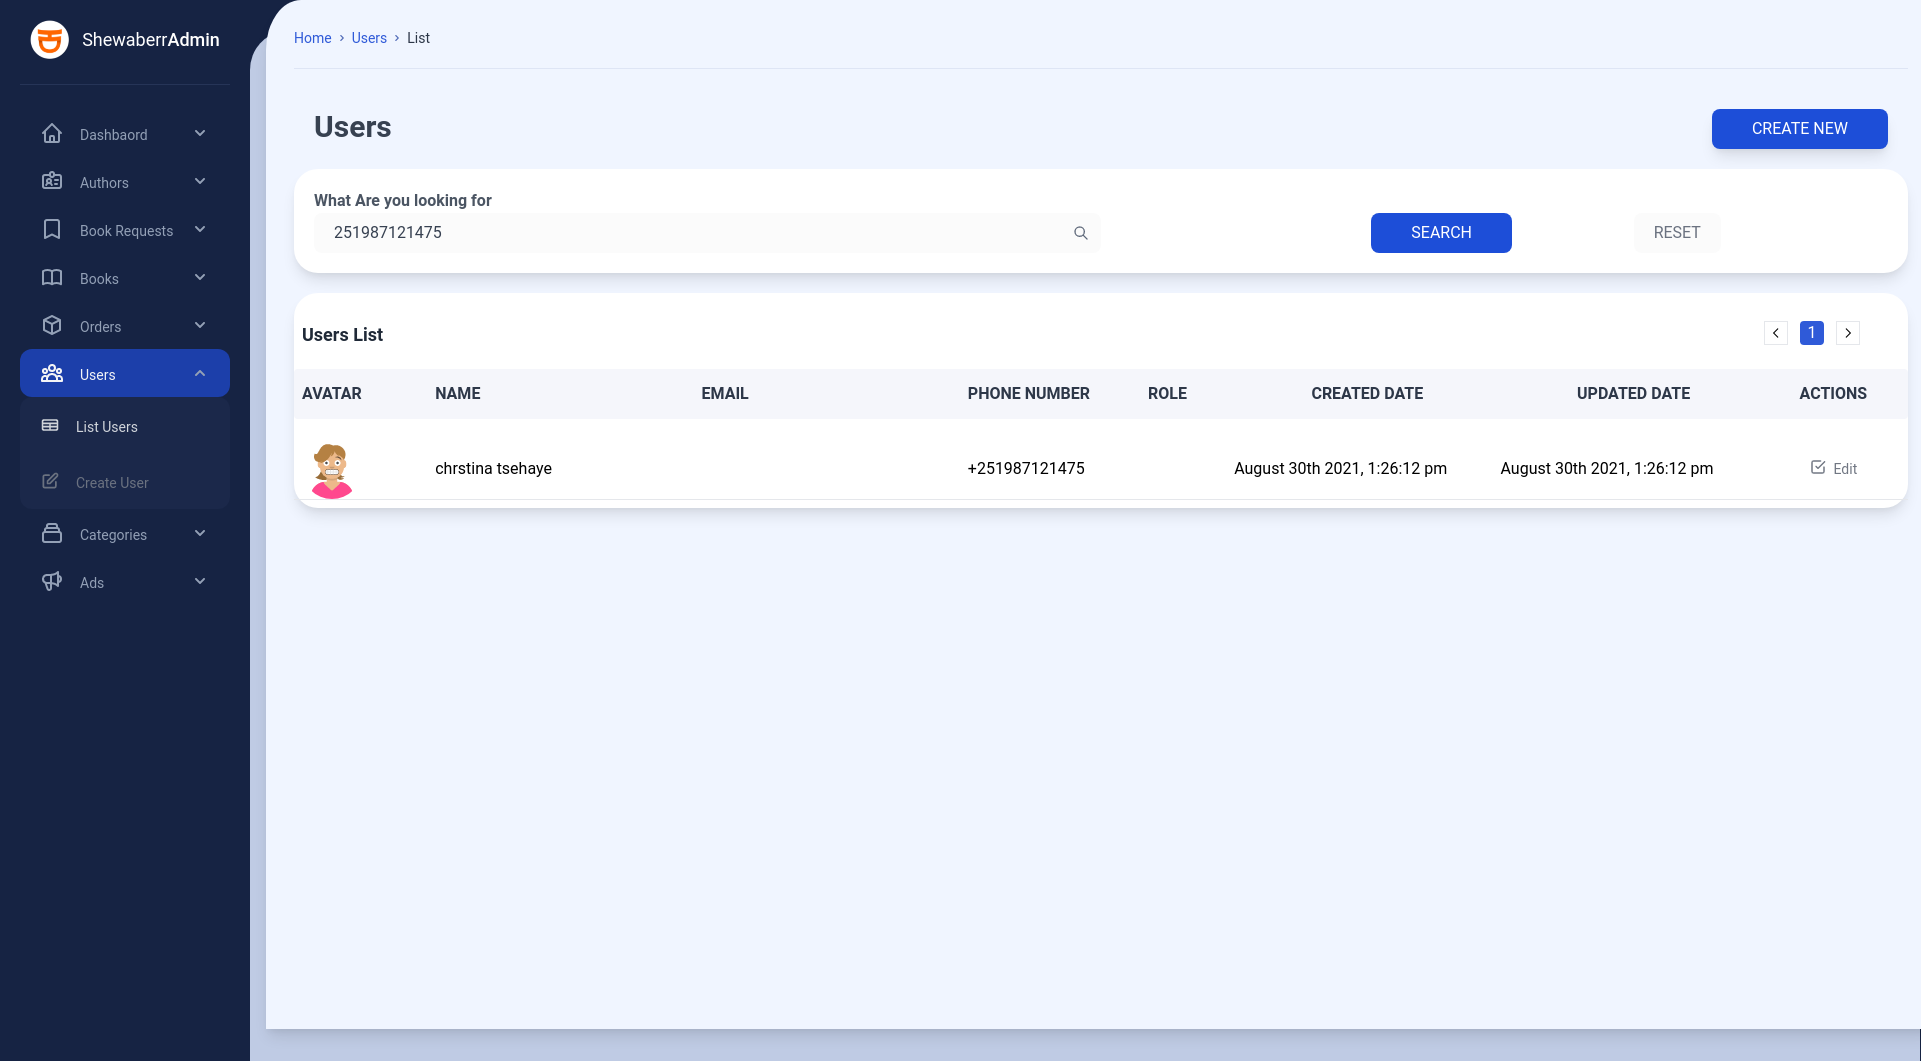 ShewaberrAdmin
Dashbaord
Authors
Book Requests
Books
Orders
Users
List Users
Create User
Categories
Ads
Home > Users > List
Users
CREATE NEW
What Are you looking for
251987121475
SEARCH
RESET
Users List
1
AVATAR NAME EMAIL PHONE NUMBER ROLE CREATED DATE UPDATED DATE ACTIONS
chrstina tsehaye +251987121475 August 30th 2021, 1:26:12 pm August 30th 2021, 1:26:12 pm Edit